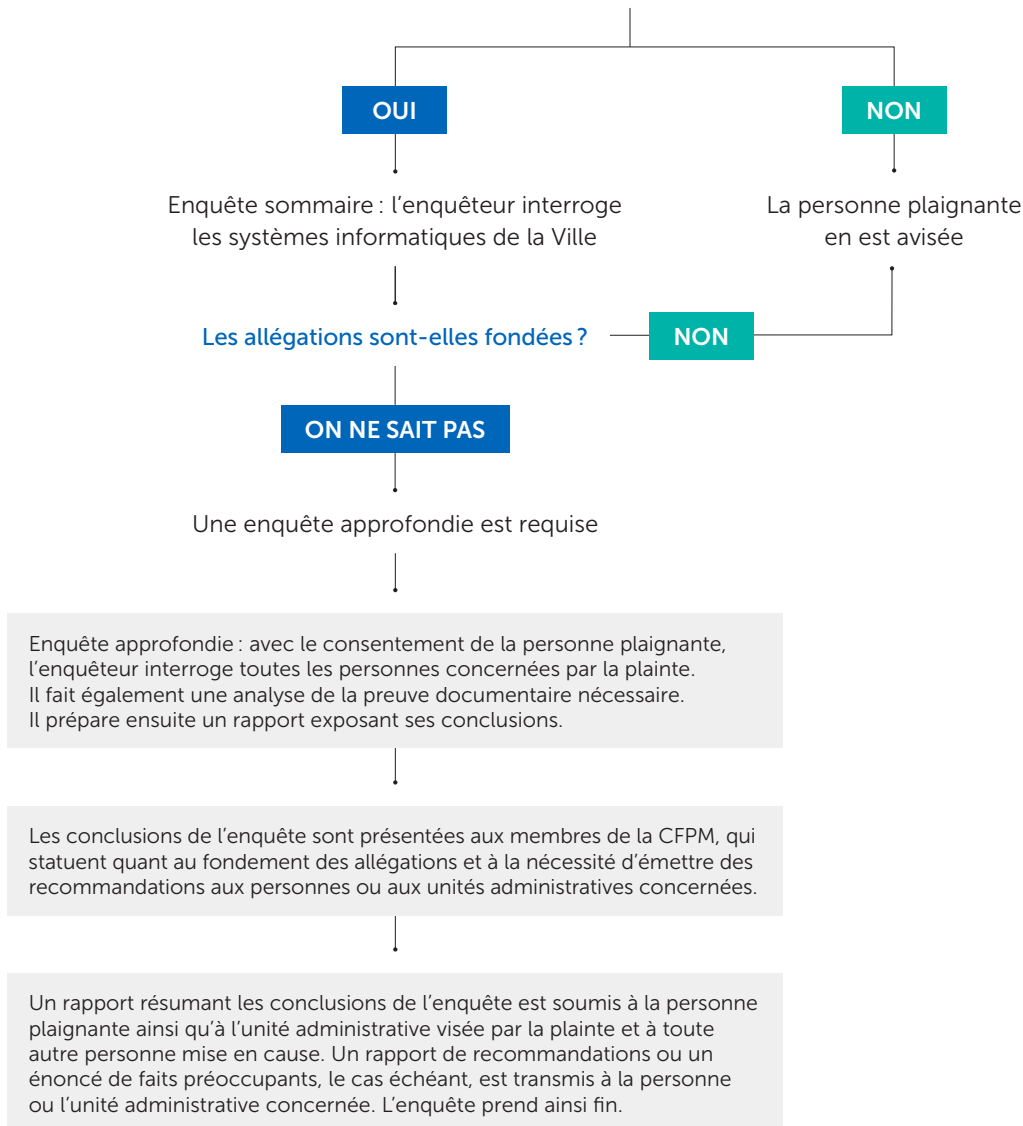 OUI
NON
Enquête sommaire : l'enquêteur interroge
les systèmes informatiques de la Ville
La personne plaignante
en est avisée
Les allégations sont-elles fondées ?
NON
ON NE SAIT PAS
Une enquête approfondie est requise
Enquête approfondie : avec le consentement de la personne plaignante,
l'enquêteur interroge toutes les personnes concernées par la plainte.
Il fait également une analyse de la preuve documentaire nécessaire.
Il prépare ensuite un rapport exposant ses conclusions.
Les conclusions de l'enquête sont présentées aux membres de la CFPM, qui
statuent quant au fondement des allégations et à la nécessité d'émettre des
recommandations aux personnes ou aux unités administratives concernées.
Un rapport résumant les conclusions de l'enquête est soumis à la personne
plaignante ainsi qu'à l'unité administrative visée par la plainte et à toute
autre personne mise en cause. Un rapport de recommandations ou un
énoncé de faits préoccupants, le cas échéant, est transmis à la personne
ou l'unité administrative concernée. L'enquête prend ainsi fin.